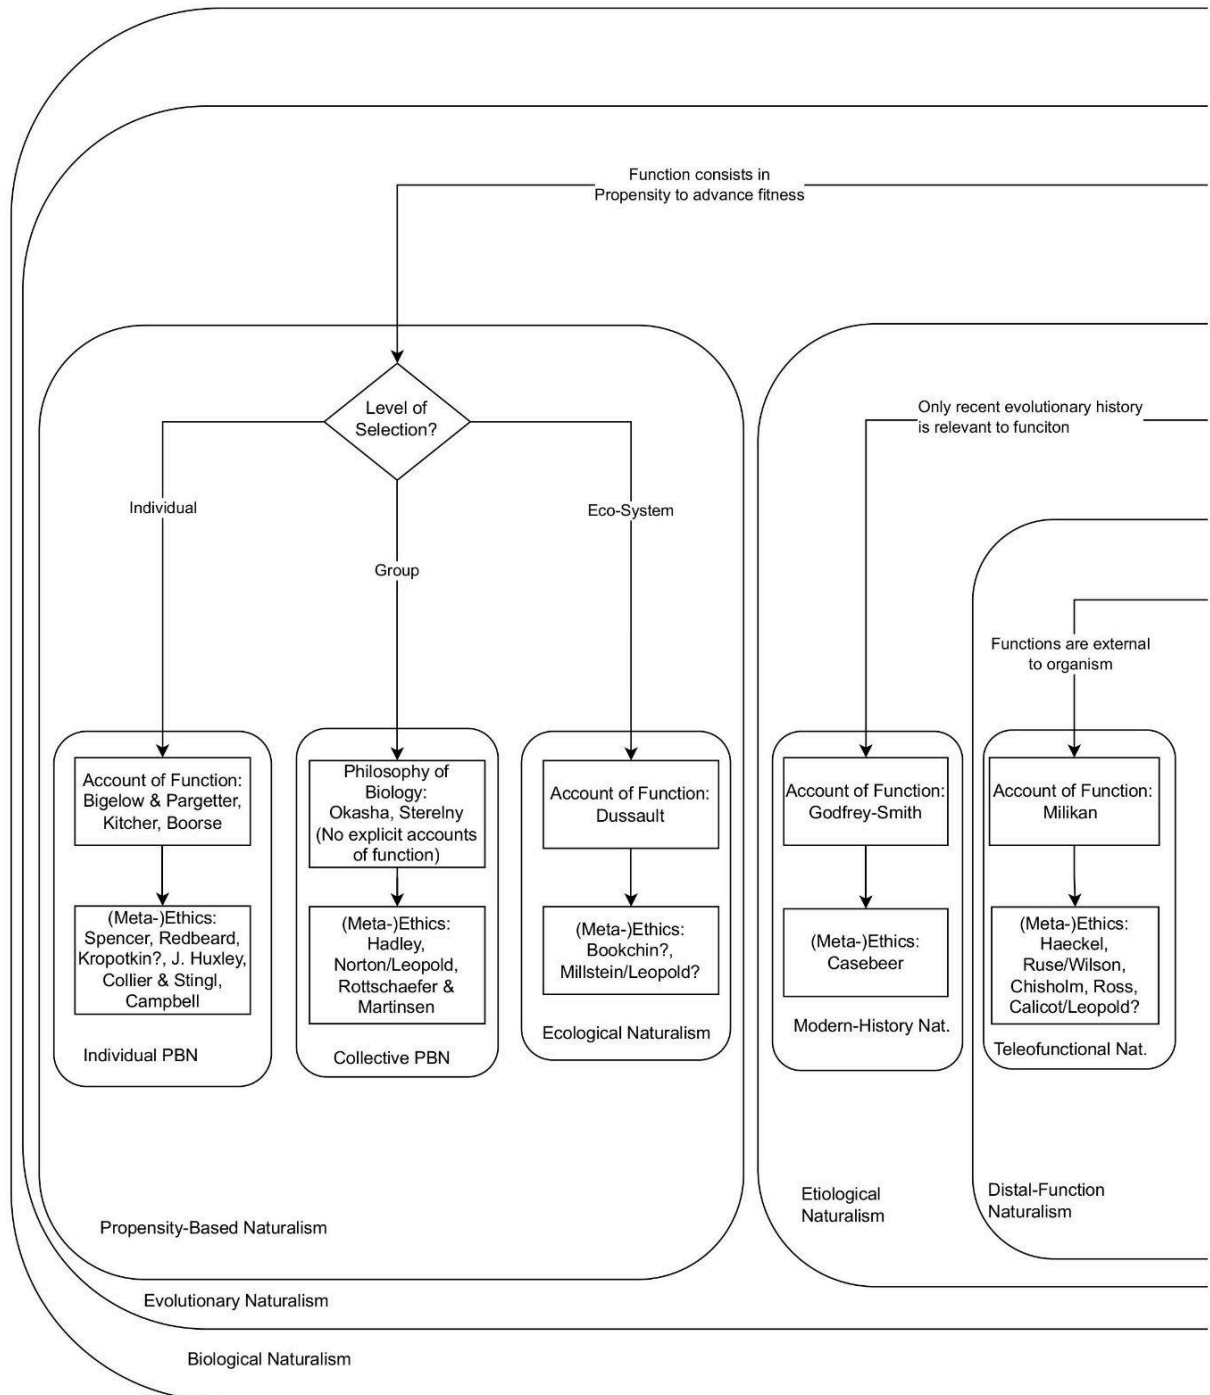 Function consists in
Propensity to advance fitness
Level of
Selection?
Only recent evolutionary history
is relevant to funciton
Individual
Eco-System
Group
Functions are external
to organism
Account of Function:
Bigelow & Pargetter,
Kitcher, Boorse
Philosophy of
Biology:
Okasha, Sterelny
(No explicit accounts
of function)
Account of Function:
Dussault
Account of Function:
Godfrey-Smith
Account of Function:
Milikan
(Meta-)Ethics:
Spencer, Redbeard,
Kropotkin?, J. Huxley,
Collier & Stingl,
Campbell
(Meta-)Ethics:
Hadley,
Norton/Leopold,
Rottschaefer &
Martinsen
(Meta-)Ethics:
Bookchin?,
Millstein/Leopold?
(Meta-)Ethics:
Casebeer
(Meta-)Ethics:
Haeckel,
Ruse/Wilson,
Chisholm, Ross,
Calicot/Leopold?
Individual PBN
Collective PBN
Ecological Naturalism
Modern-History Nat.
Teleofunctional Nat.
Propensity-Based Naturalism
Etiological
Naturalism
Distal-Function
Naturalism
Evolutionary Naturalism
Biological Naturalism